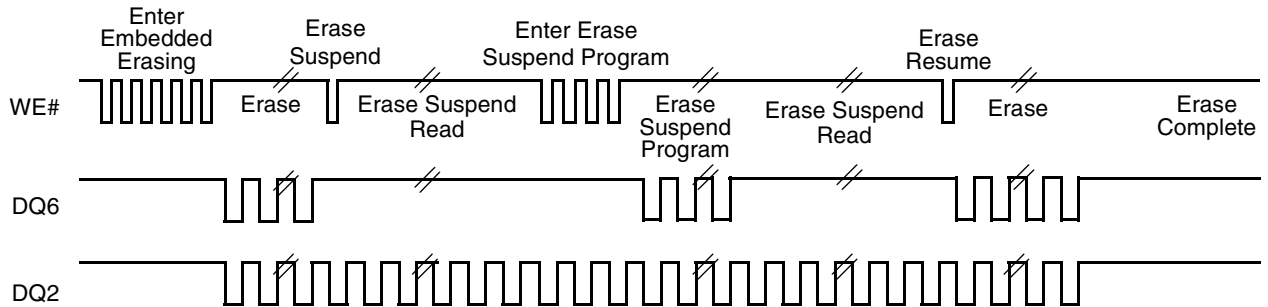 Enter
Embedded
Erasing
Erase
Suspend
Enter Erase
Suspend Program
Erase
Resume
WE#
Erase
Erase Suspend
Read
Erase
Suspend
Program
Erase Suspend
Read
Erase
Erase
Complete
DQ6
DQ2